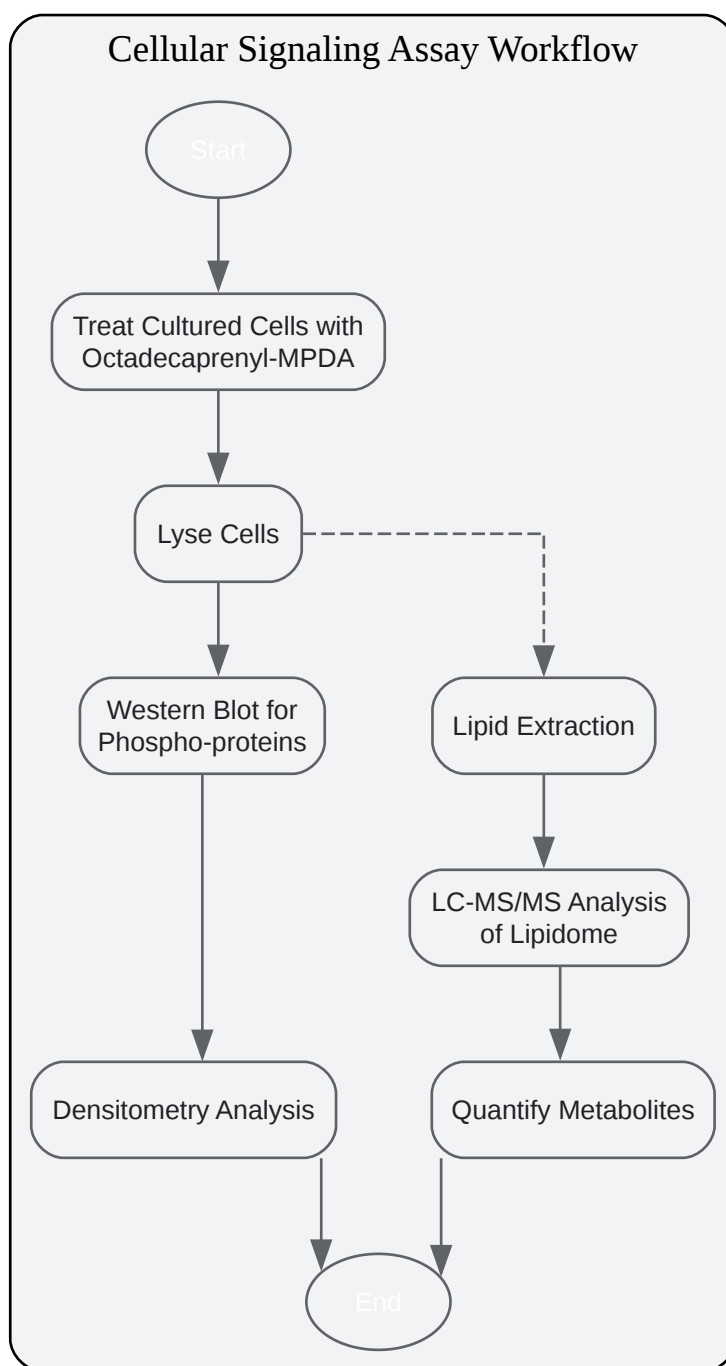 Cellular Signaling Assay Workflow
Start
Treat Cultured Cells with
Octadecaprenyl-MPDA
Lyse Cells
Western Blot for
Phospho-proteins
Lipid Extraction
LC-MS/MS Analysis
of Lipidome
Densitometry Analysis
Quantify Metabolites
End